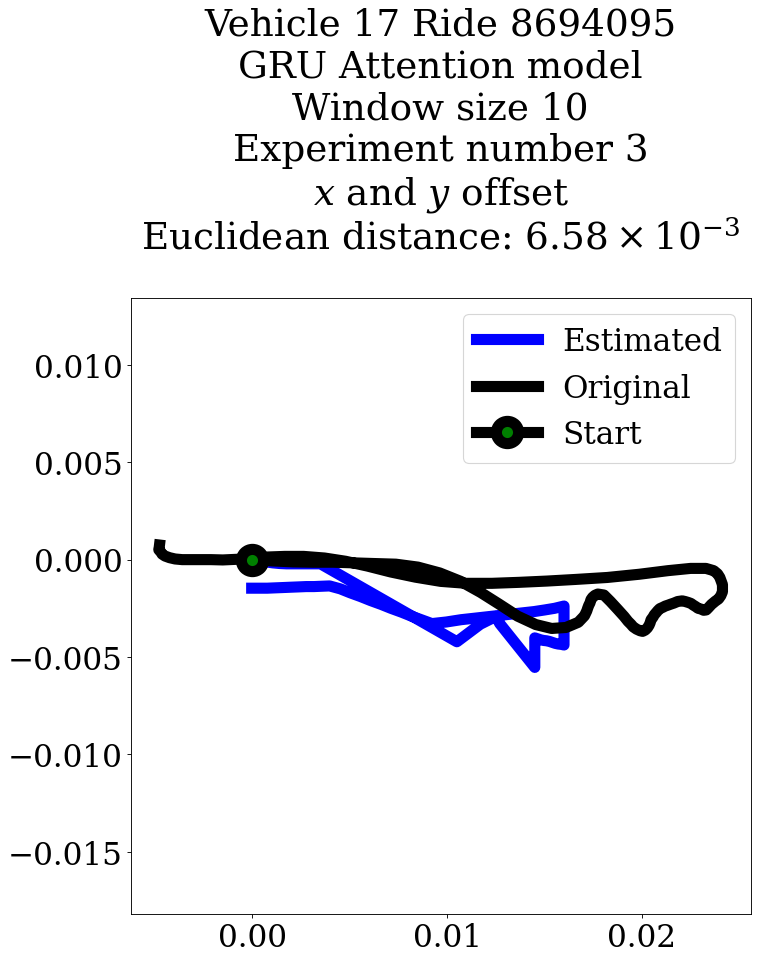 Vehicle 17 Ride 8694095
GRU Attention model
Window size 10
Experiment number 3
x and y offset
Euclidean distance: 6.58 × 10⁻³
Estimated
Original
Start
0.010
0.005
0.000
−0.005
−0.010
−0.015
0.00 0.01 0.02